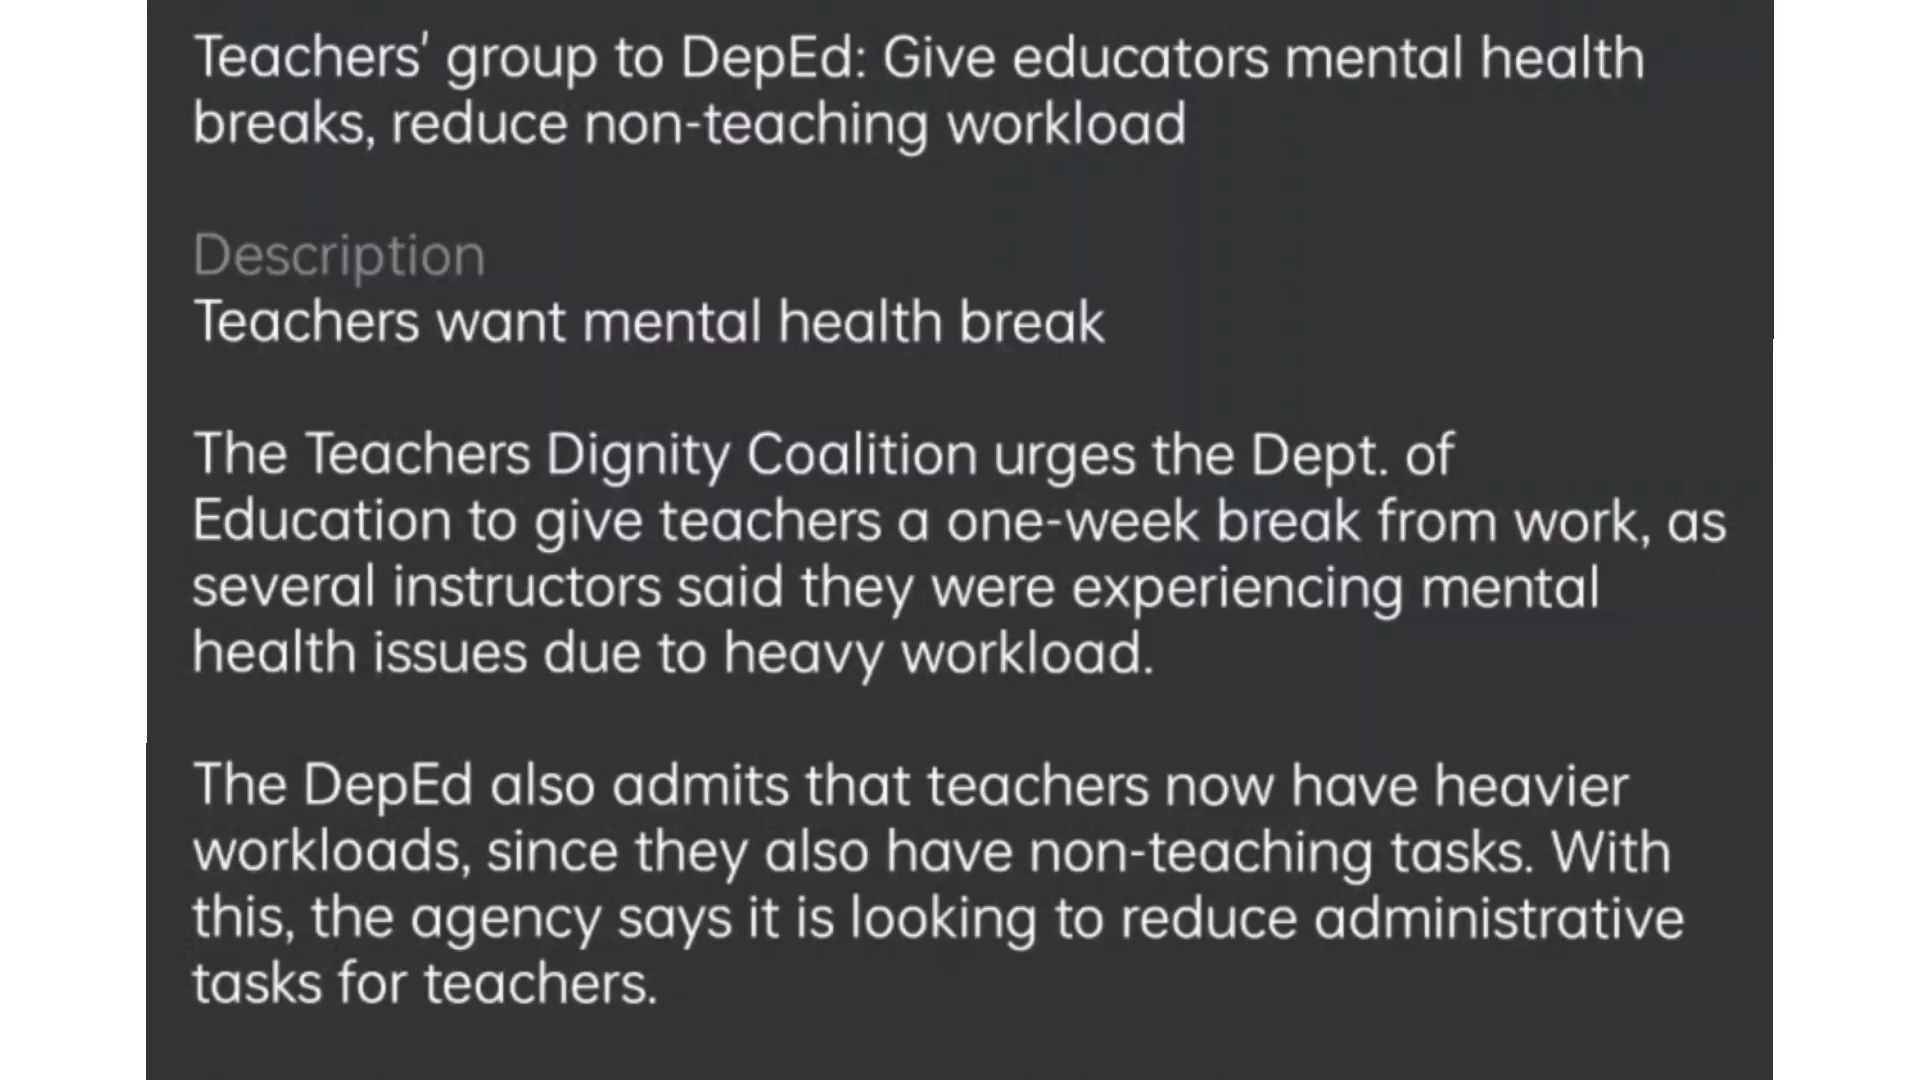 Teachers' group to DepEd: Give educators mental health
breaks, reduce non-teaching workload
Description
Teachers want mental health break
The Teachers Dignity Coalition urges the Dept. of
Education to give teachers a one-week break from work, as
several instructors said they were experiencing mental
health issues due to heavy workload.
The DepEd also admits that teachers now have heavier
workloads, since they also have non-teaching tasks. With
this, the agency says it is looking to reduce administrative
tasks for teachers.